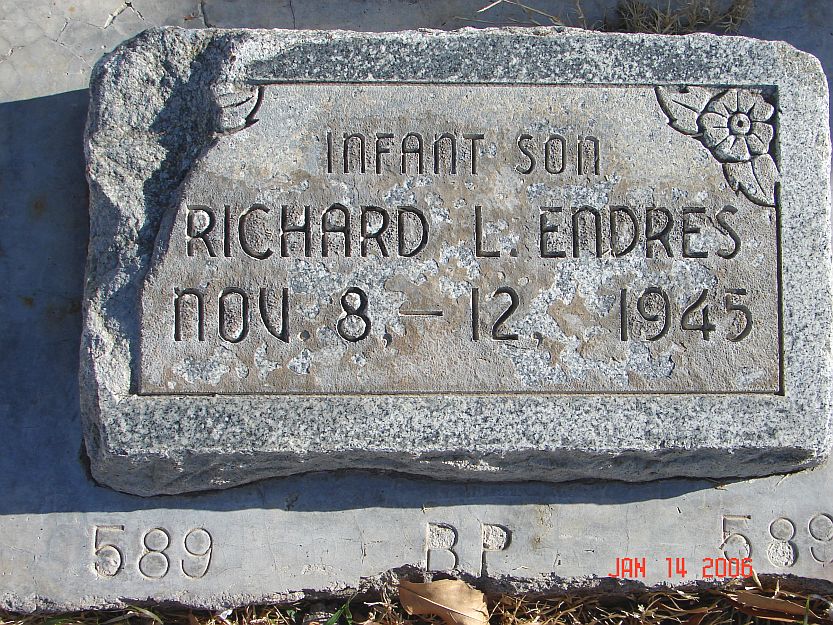 INFANT SON
RICHARD L. ENDRES
NOV. 8, – 12, 1945
589 BP 589
JAN 14 2006